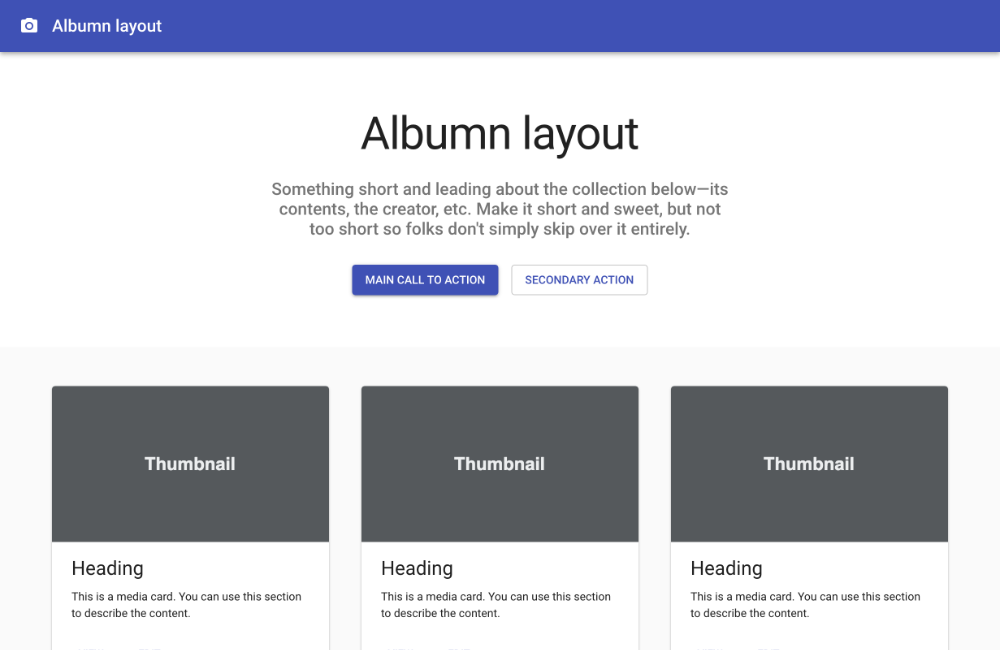 Albumn layout
Albumn layout
Something short and leading about the collection below—its
contents, the creator, etc. Make it short and sweet, but not
too short so folks don't simply skip over it entirely.
MAIN CALL TO ACTION
SECONDARY ACTION
Thumbnail
Heading
This is a media card. You can use this section
to describe the content.
Thumbnail
Heading
This is a media card. You can use this section
to describe the content.
Thumbnail
Heading
This is a media card. You can use this section
to describe the content.